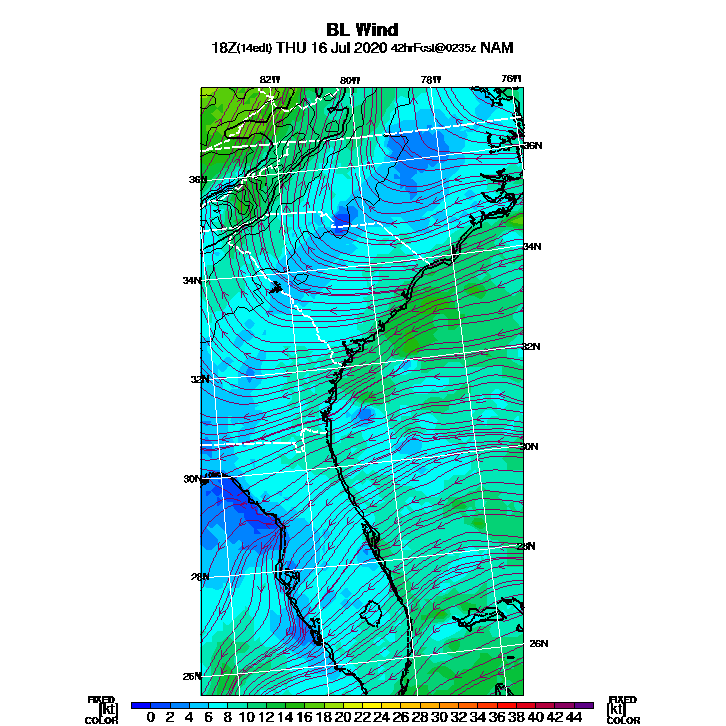 BL Wind
18Z(14edt) THU 16 Jul 2020 42hrFcst@0235z NAM
82W 80W 78W 76W
36N
36N
34N
34N
32N
32N
30N
30N
28N
28N
26N
26N
FIXED FIXED
[kt] 0 2 4 6 8 10 12 14 16 18 20 22 24 26 28 30 32 34 36 38 40 42 44 [kt]
COLOR COLOR